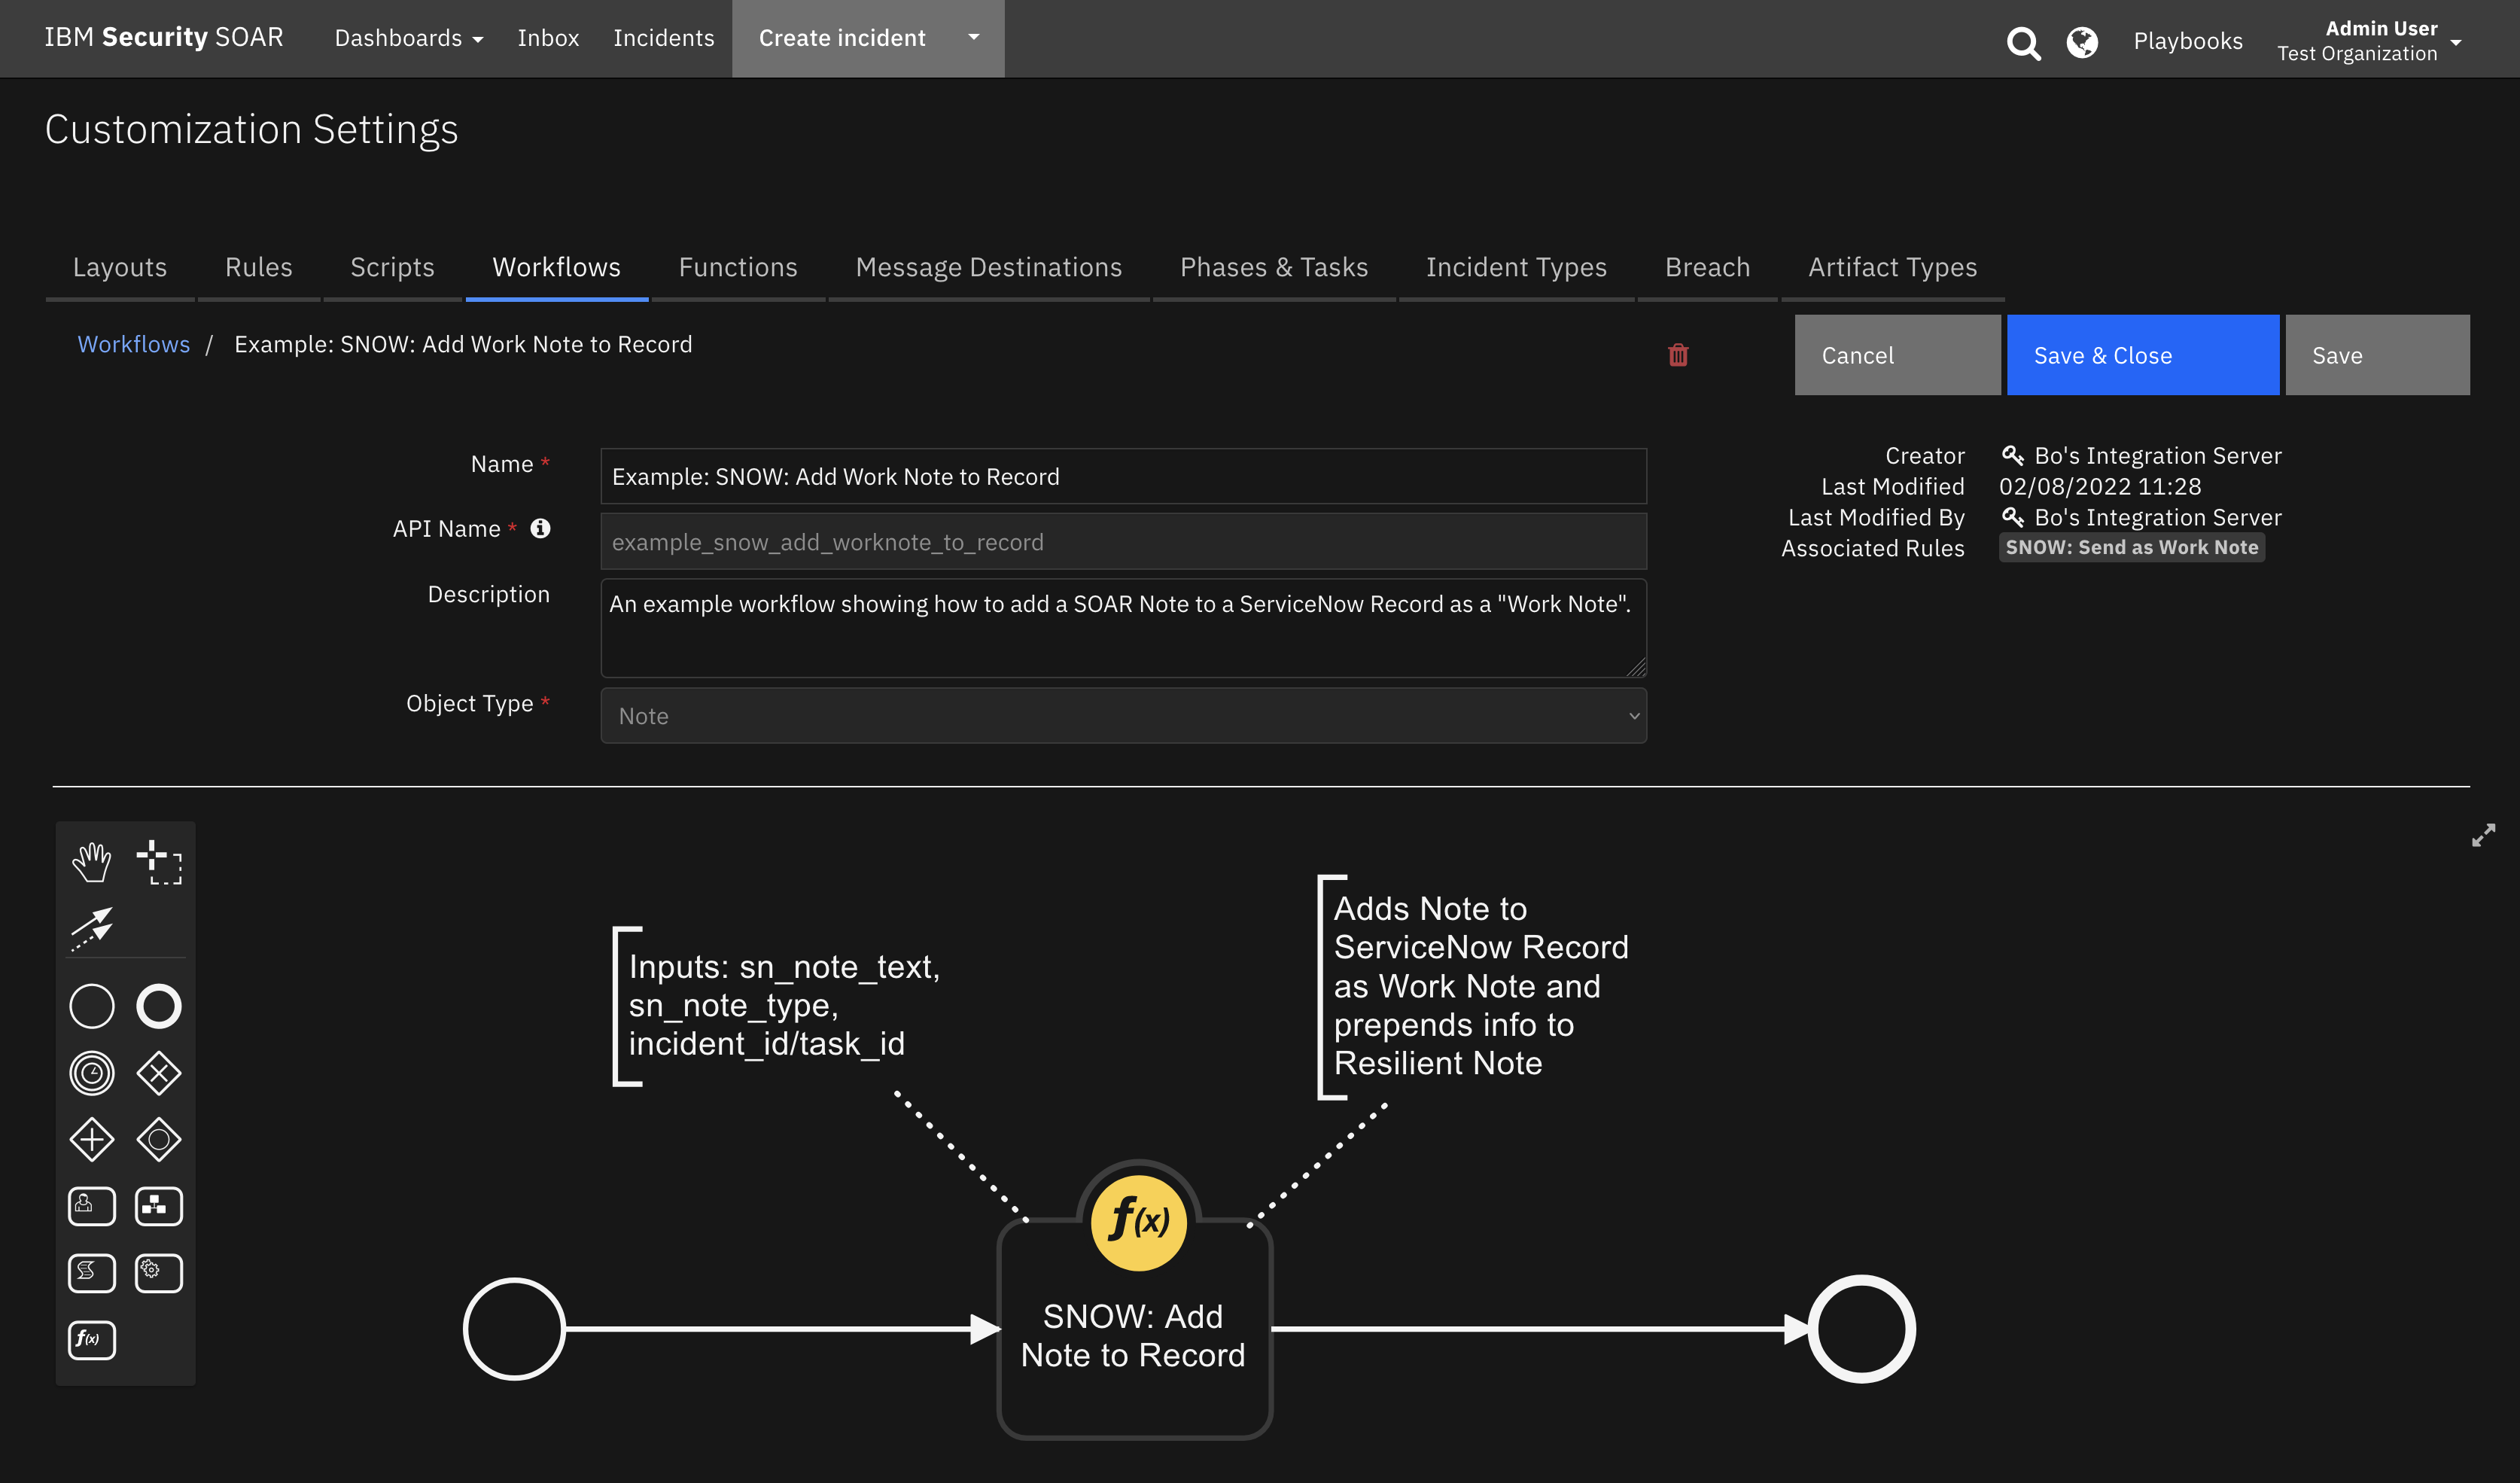 IBM Security SOAR Dashboards Inbox Incidents Create incident Playbooks Admin User
Test Organization
Customization Settings
Layouts Rules Scripts Workflows Functions Message Destinations Phases & Tasks Incident Types Breach Artifact Types
Workflows / Example: SNOW: Add Work Note to Record
Cancel Save & Close Save
Name * Example: SNOW: Add Work Note to Record
API Name * example_snow_add_worknote_to_record
Description An example workflow showing how to add a SOAR Note to a ServiceNow Record as a "Work Note".
Object Type * Note
Creator Bo's Integration Server
Last Modified 02/08/2022 11:28
Last Modified By Bo's Integration Server
Associated Rules SNOW: Send as Work Note
Inputs: sn_note_text,
sn_note_type,
incident_id/task_id
Adds Note to
ServiceNow Record
as Work Note and
prepends info to
Resilient Note
f(x)
SNOW: Add
Note to Record
f(x)